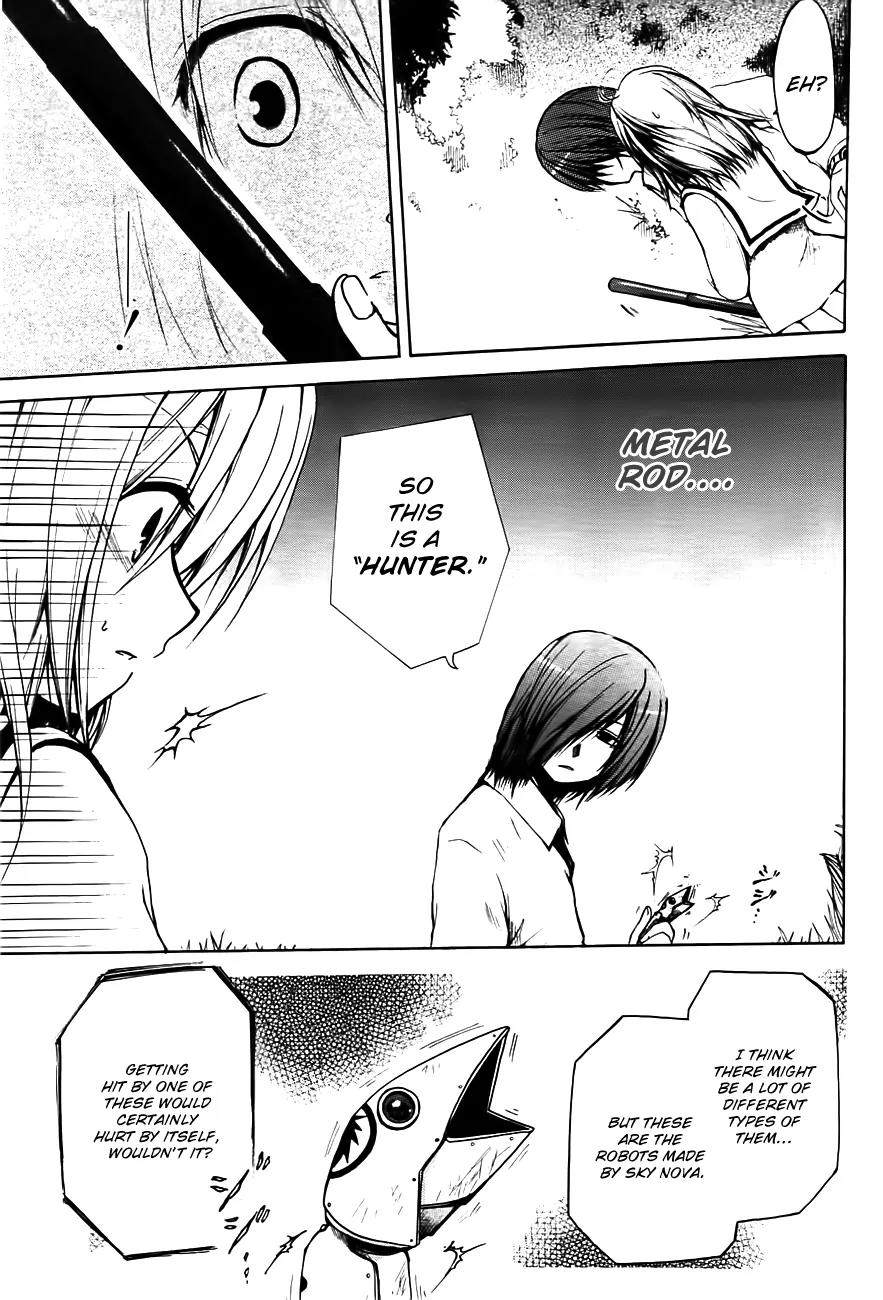 EH?
!
METAL
ROD....
SO
THIS
IS A
"HUNTER."
I THINK
THERE MIGHT
BE A LOT OF
DIFFERENT
TYPES OF
THEM...
BUT THESE
ARE THE
ROBOTS MADE
BY SKY NOVA.
GETTING
HIT BY ONE OF
THESE WOULD
CERTAINLY
HURT BY ITSELF,
WOULDN'T IT?